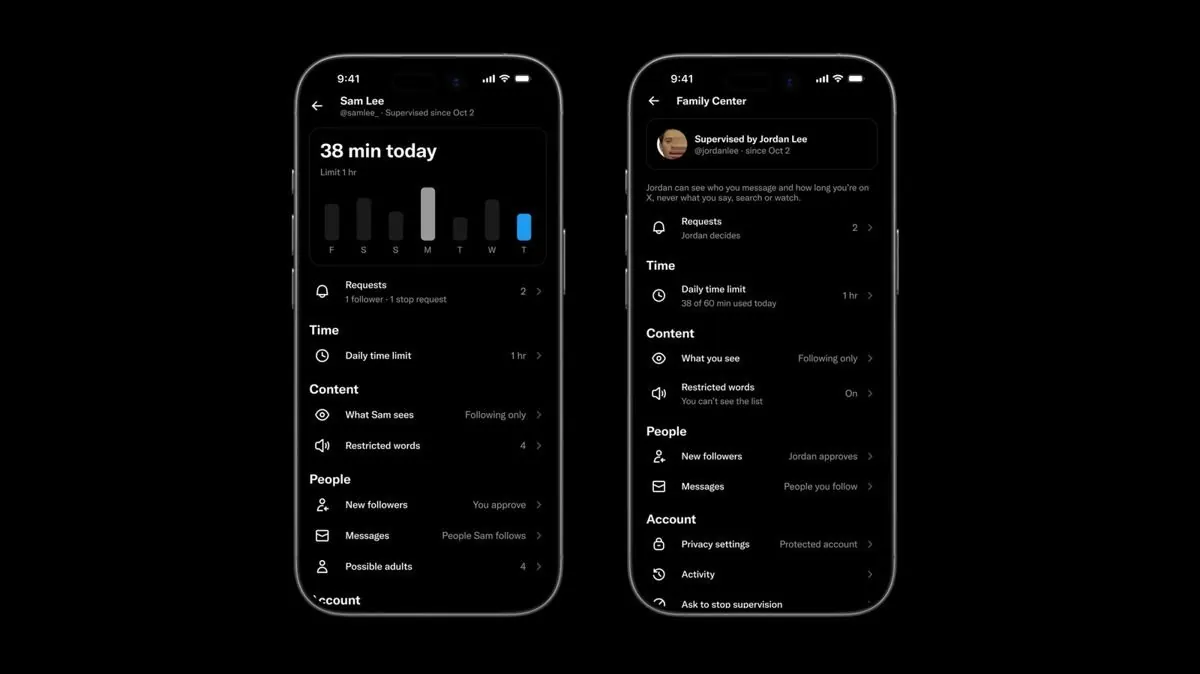 9:41
Sam Lee
@samlee_ · Supervised since Oct 2
38 min today
Limit 1 hr
F S S M T W T
Requests
1 follower · 1 stop request
2
Time
Daily time limit 1 hr
Content
What Sam sees Following only
Restricted words 4
People
New followers You approve
Messages People Sam follows
Possible adults 4
Account
9:41
Family Center
Supervised by Jordan Lee
@jordanlee · since Oct 2
Jordan can see who you message and how long you're on
X, never what you say, search or watch.
Requests
Jordan decides
2
Time
Daily time limit
38 of 60 min used today
1 hr
Content
What you see Following only
Restricted words
You can't see the list
On
People
New followers Jordan approves
Messages People you follow
Account
Privacy settings Protected account
Activity
Ask to stop supervision